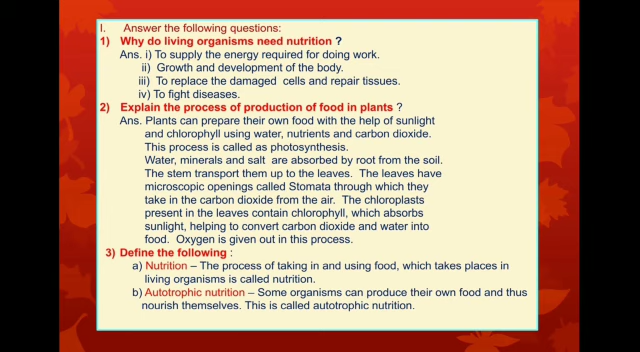 I. Answer the following questions:
1) Why do living organisms need nutrition ?
Ans. i) To supply the energy required for doing work.
ii) Growth and development of the body.
iii) To replace the damaged cells and repair tissues.
iv) To fight diseases.
2) Explain the process of production of food in plants ?
Ans. Plants can prepare their own food with the help of sunlight
and chlorophyll using water, nutrients and carbon dioxide.
This process is called as photosynthesis.
Water, minerals and salt are absorbed by root from the soil.
The stem transport them up to the leaves. The leaves have
microscopic openings called Stomata through which they
take in the carbon dioxide from the air. The chloroplasts
present in the leaves contain chlorophyll, which absorbs
sunlight, helping to convert carbon dioxide and water into
food. Oxygen is given out in this process.
3) Define the following :
a) Nutrition – The process of taking in and using food, which takes places in
living organisms is called nutrition.
b) Autotrophic nutrition – Some organisms can produce their own food and thus
nourish themselves. This is called autotrophic nutrition.